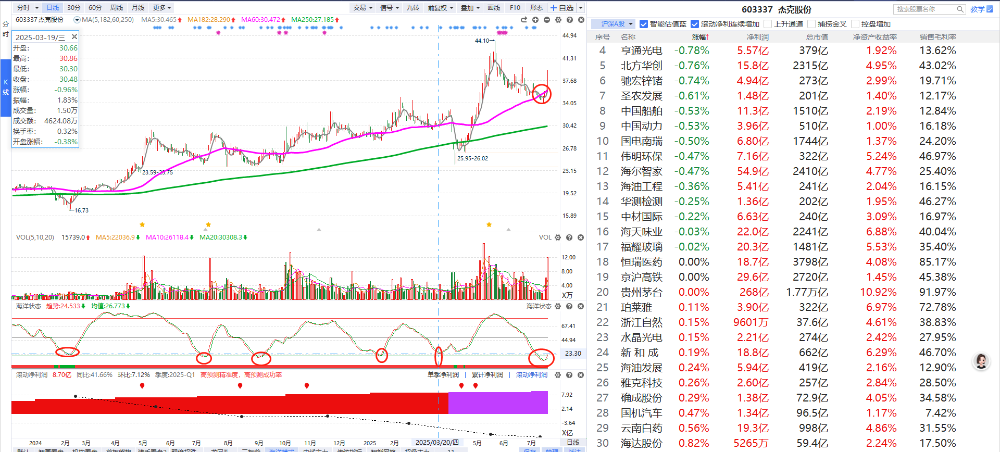 分时 日线 30分 60分 周线 月线 更多 交易 信号 九转 前复权 叠加 画线 F10 形态 自选
603337 杰克股份 MA(5,182,60,250) MA5:30.465 MA182:28.290 MA60:30.472 MA250:27.185
分时
K线
2025-03-19/三
开盘: 30.66
最高: 30.86
最低: 30.30
收盘: 30.48
涨幅: -0.96%
振幅: 1.83%
成交量: 1.50万
成交额: 4624.08万
换手率: 0.32%
开盘涨幅: -0.38%
44.10
23.59-23.75
16.73
25.95-26.02
44.94
41.31
37.68
34.05
30.42
26.78
23.15
19.52
15.89
VOL(5,10,20) 15739.0 MA5:22036.9 MA10:26118.4 MA20:30308.3 VOL
12.00
8.00
4.00
X万
海洋状态 趋势:24.533 均值:26.773 海洋状态
67.41
44.94
23.30
滚动净利润 8.70亿 同比:41.66% 环比:7.12% 季度:2025-Q1 高预测精准度，高预测成功率 单季净利润 | 累计净利润 | 滚动净利润
7.92
2.14
-3.64
X亿
2024 2月 3月 4月 5月 6月 7月 8月 9月 10月 11月 12月 2025 2月 2025/03/20/四 5月 6月 7月 日线
603337 杰克股份 搜索股票名称 教学
沪深A股 智能估值蓝 滚动净利连续增加 上升通道 捕捞金叉 控盘增加
序号 名称 涨幅↑ 净利润 总市值 净资产收益率 销售毛利率
4 亨通光电 -0.78% 5.57亿 379亿 1.92% 13.62%
5 北方华创 -0.76% 15.8亿 2315亿 4.95% 43.02%
6 驰宏锌锗 -0.74% 4.94亿 273亿 2.99% 19.71%
7 圣农发展 -0.61% 1.48亿 201亿 1.40% 12.17%
8 中国船舶 -0.53% 11.3亿 1510亿 2.19% 12.84%
9 中国动力 -0.53% 3.96亿 510亿 1.00% 16.18%
10 国电南瑞 -0.50% 6.80亿 1744亿 1.37% 24.20%
11 伟明环保 -0.47% 7.16亿 322亿 5.24% 46.97%
12 海尔智家 -0.47% 54.9亿 2410亿 4.77% 25.40%
13 海油工程 -0.36% 5.41亿 241亿 2.04% 16.15%
14 华测检测 -0.25% 1.36亿 202亿 1.95% 46.27%
15 中材国际 -0.22% 6.63亿 240亿 3.09% 16.97%
16 海天味业 -0.03% 22.0亿 2241亿 6.88% 40.04%
17 福耀玻璃 -0.02% 20.3亿 1481亿 5.53% 35.40%
18 恒瑞医药 0.00% 18.7亿 3798亿 4.08% 85.17%
19 京沪高铁 0.00% 29.6亿 2720亿 1.45% 45.38%
20 贵州茅台 0.00% 268亿 1.77万亿 10.92% 91.97%
21 珀莱雅 0.11% 3.90亿 322亿 6.97% 72.78%
22 浙江自然 0.15% 9601万 37.6亿 4.61% 38.83%
23 水晶光电 0.15% 2.21亿 274亿 2.42% 27.95%
24 新 和 成 0.19% 18.8亿 662亿 6.29% 46.70%
25 海油发展 0.24% 5.94亿 419亿 2.16% 12.90%
26 雅克科技 0.26% 2.60亿 257亿 2.84% 28.50%
27 确成股份 0.29% 1.38亿 72.9亿 4.05% 34.58%
28 国机汽车 0.47% 1.34亿 96.5亿 1.17% 7.42%
29 云南白药 0.56% 19.3亿 998亿 4.86% 31.55%
30 海达股份 0.82% 5265万 59.4亿 2.24% 17.50%